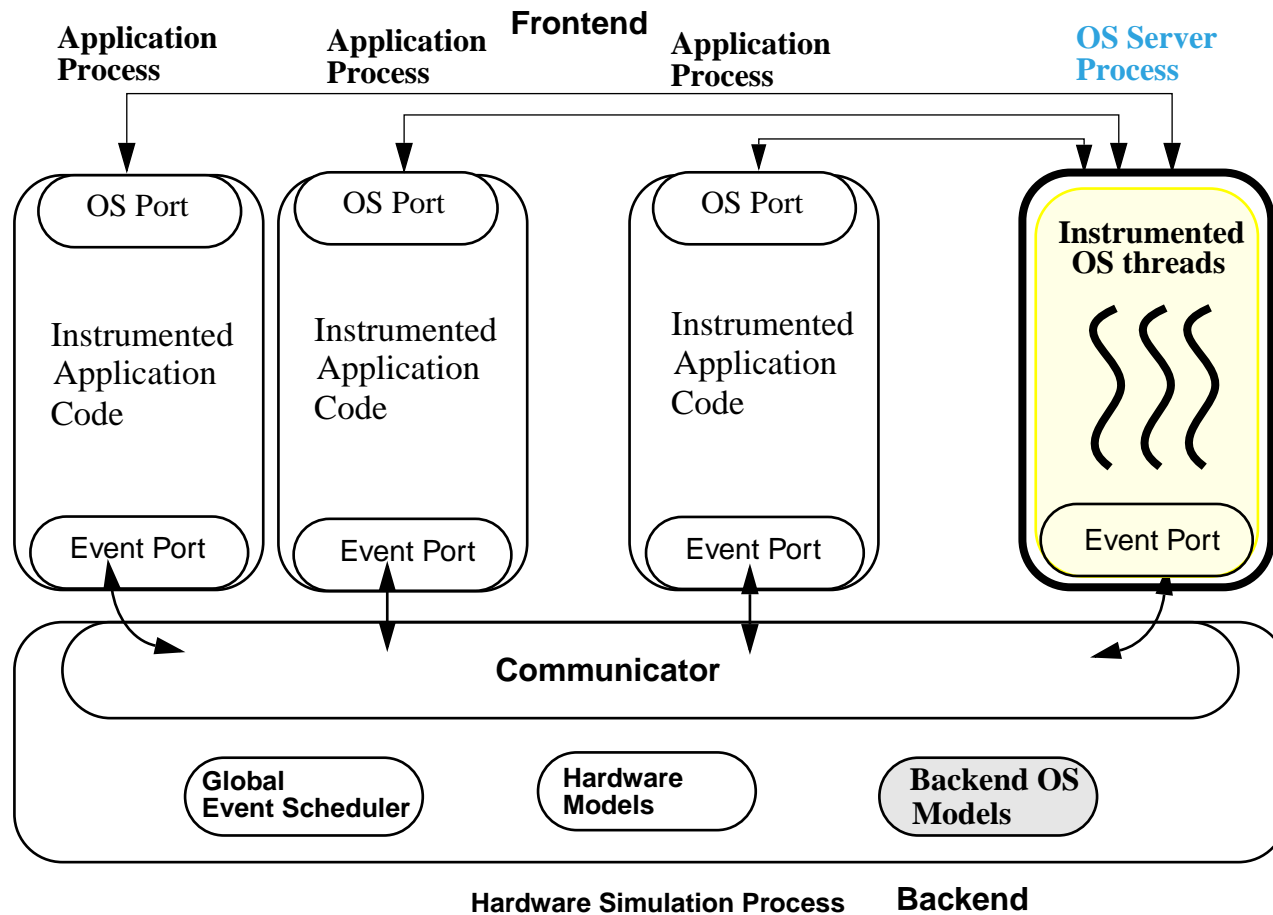 Frontend
Application
Process
Application
Process
Application
Process
OS Server
Process
OS Port
OS Port
OS Port
Instrumented
OS threads
Instrumented
Application
Code
Instrumented
Application
Code
Instrumented
Application
Code
Event Port
Event Port
Event Port
Event Port
Communicator
Global
Event Scheduler
Hardware
Models
Backend OS
Models
Hardware Simulation Process
Backend